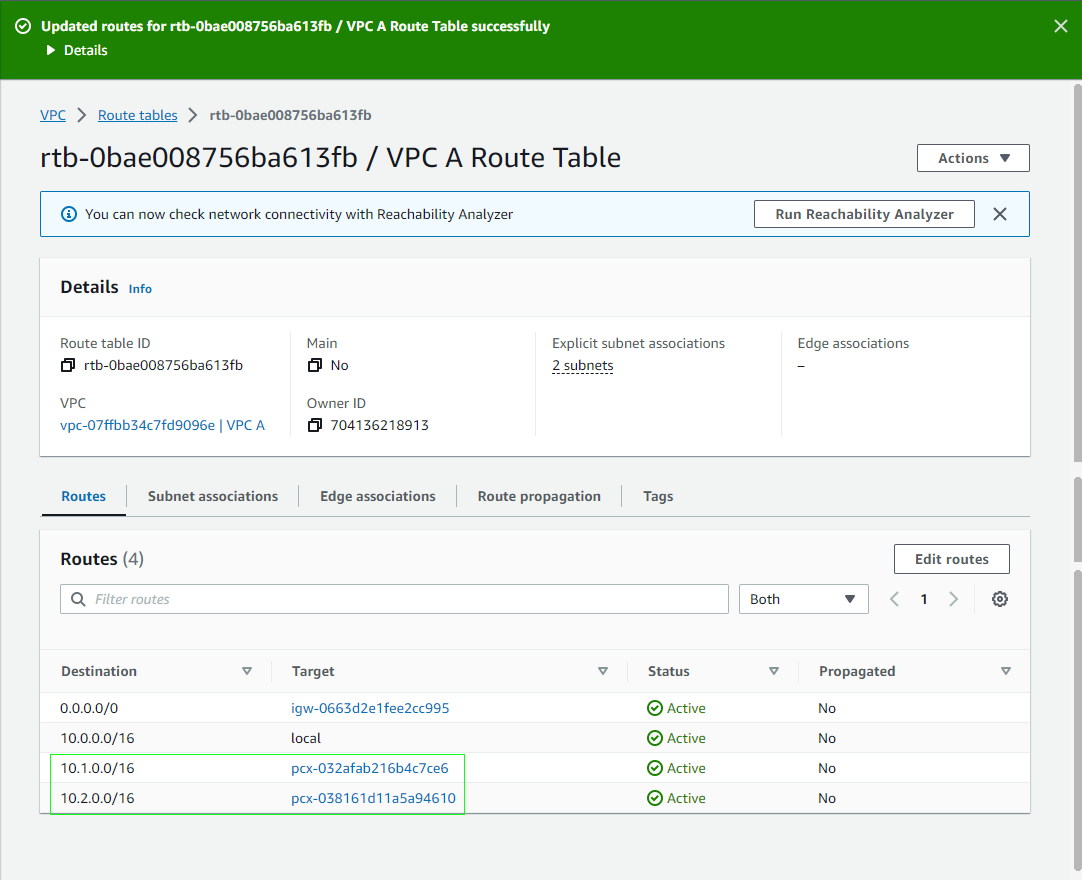 Updated routes for rtb-0bae008756ba613fb / VPC A Route Table successfully
Details
VPC Route tables rtb-0bae008756ba613fb
rtb-0bae008756ba613fb / VPC A Route Table
Actions
You can now check network connectivity with Reachability Analyzer
Run Reachability Analyzer
Details Info
Route table ID
rtb-0bae008756ba613fb
Main
No
Explicit subnet associations
2 subnets
Edge associations
–
VPC
vpc-07ffbb34c7fd9096e | VPC A
Owner ID
704136218913
Routes Subnet associations Edge associations Route propagation Tags
Routes (4)
Edit routes
Filter routes
Both
1
Destination Target Status Propagated
0.0.0.0/0 igw-0663d2e1fee2cc995 Active No
10.0.0.0/16 local Active No
10.1.0.0/16 pcx-032afab216b4c7ce6 Active No
10.2.0.0/16 pcx-038161d11a5a94610 Active No